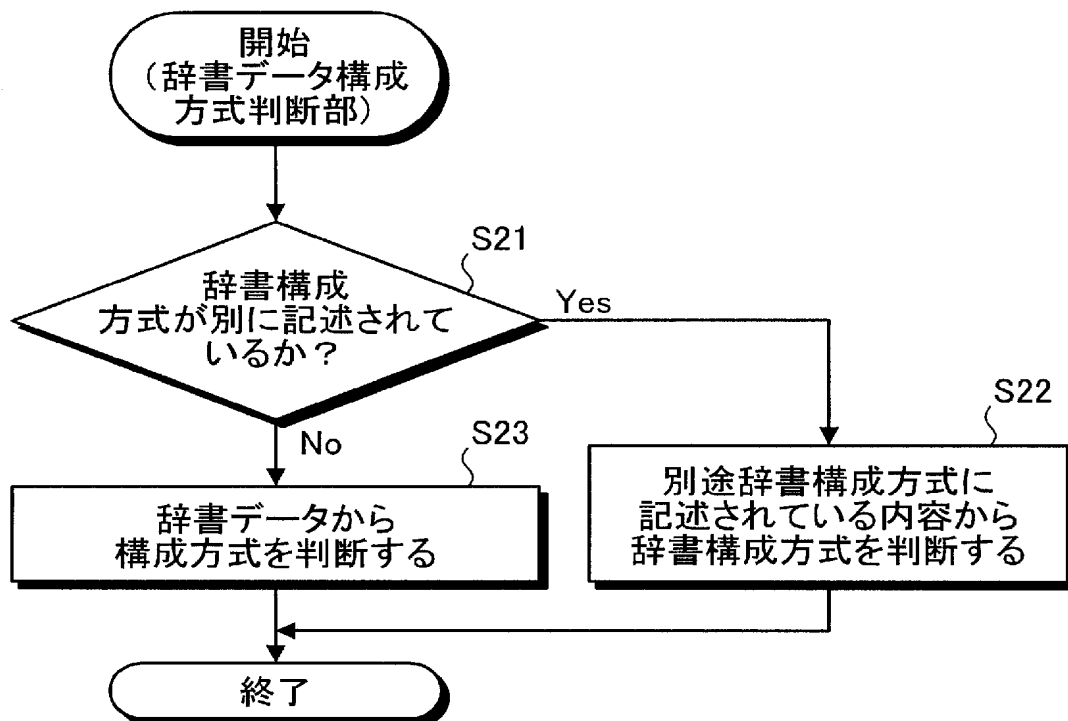 開始
（辞書データ構成
方式判断部）
S21
辞書構成
方式が別に記述されて
いるか？
Yes
No
S22
別途辞書構成方式に
記述されている内容から
辞書構成方式を判断する
S23
辞書データから
構成方式を判断する
終了